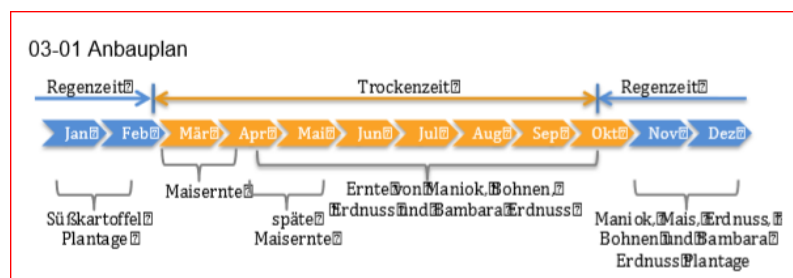 03-01 Anbauplan
Regenzeit Trockenzeit Regenzeit
Jan Feb Mär Apr Mai Jun Jul Aug Sep Okt Nov Dez
Maisernte
Ernte von Maniok, Bohnen,
Erdnuss und Bambara Erdnuss
Süßkartoffel
Plantage
späte
Maisernte
Maniok, Mais, Erdnuss,
Bohnen und Bambara
Erdnuss Plantage